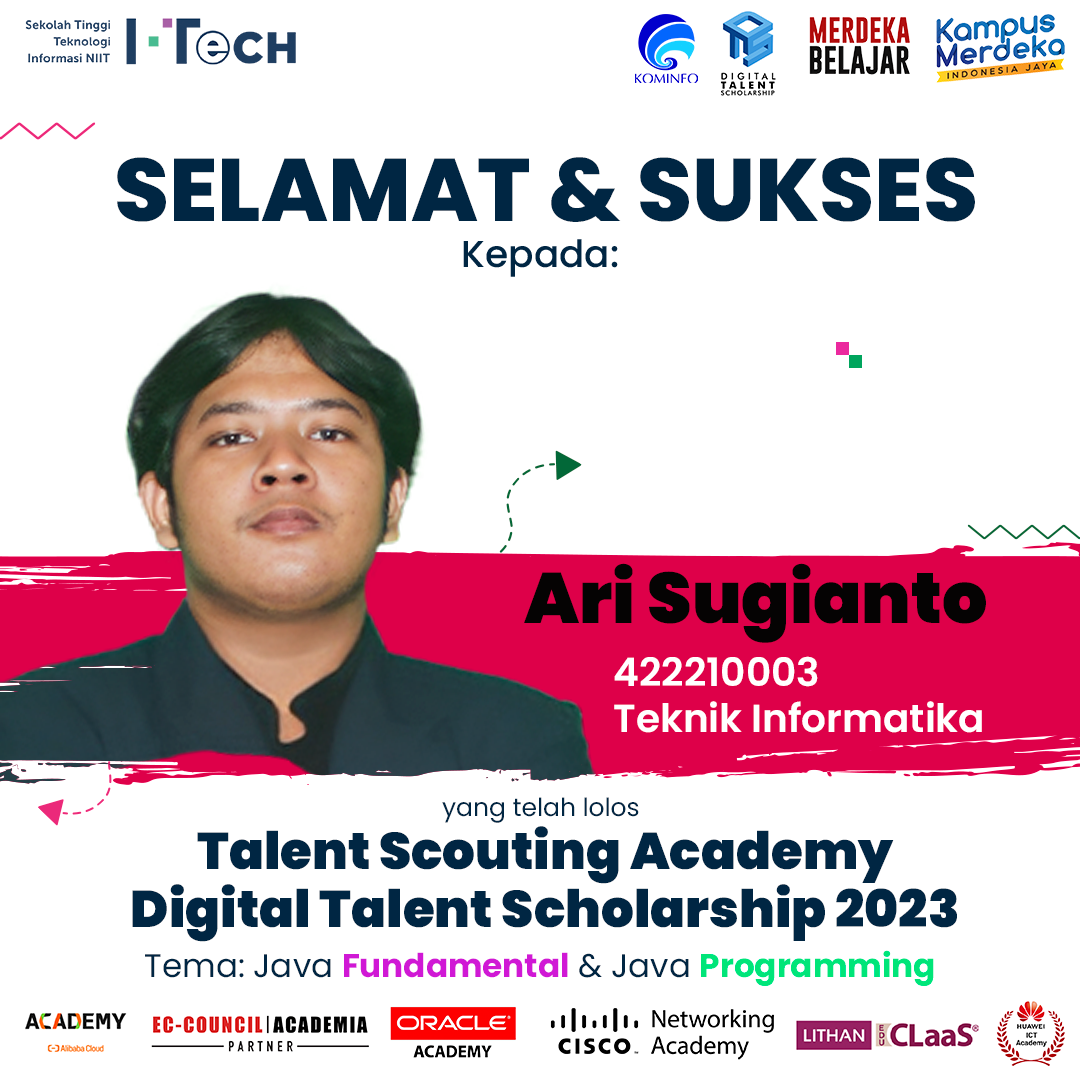 Sekolah Tinggi
Teknologi
Informasi NIIT
I-TECH
KOMINFO
DIGITAL
TALENT
SCHOLARSHIP
MERDEKA
BELAJAR
Kampus
Merdeka
INDONESIA JAYA
SELAMAT & SUKSES
Kepada:
Ari Sugianto
422210003
Teknik Informatika
yang telah lolos
Talent Scouting Academy
Digital Talent Scholarship 2023
Tema: Java Fundamental & Java Programming
ACADEMY
Alibaba Cloud
EC-COUNCIL | ACADEMIA
PARTNER
ORACLE
ACADEMY
CISCO
Networking
Academy
LITHAN
EDU
CLaaS®
HUAWEI
ICT
Academy